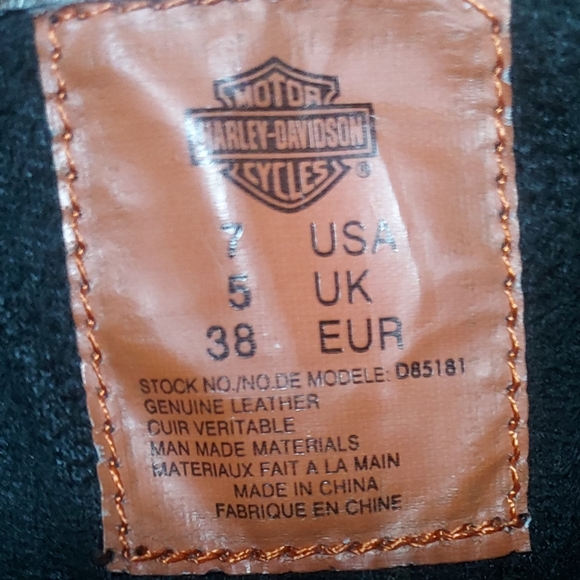 MOTOR
HARLEY-DAVIDSON
CYCLES
®
7 USA
5 UK
38 EUR
STOCK NO./NO.DE MODELE: D85181
GENUINE LEATHER
CUIR VERITABLE
MAN MADE MATERIALS
MATERIAUX FAIT A LA MAIN
MADE IN CHINA
FABRIQUE EN CHINE